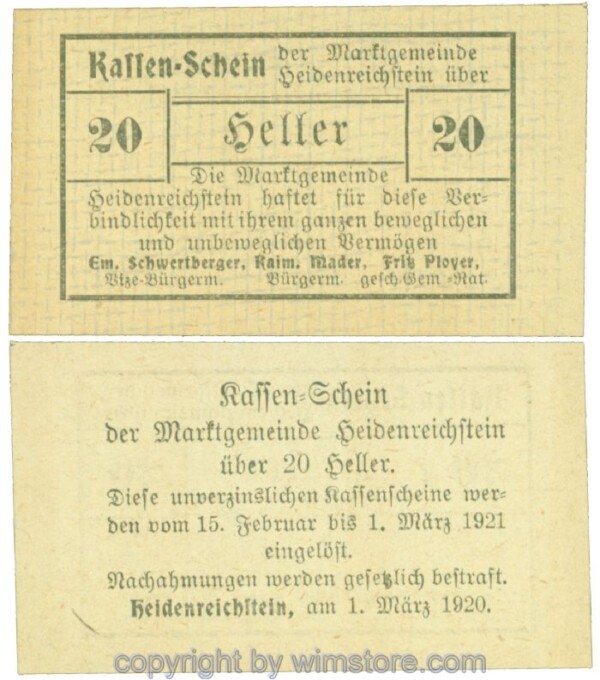 Kassen-Schein der Marktgemeinde
Heidenreichstein über
20 Heller 20
Die Marktgemeinde
Heidenreichstein haftet für diese Ver-
bindlichkeit mit ihrem ganzen beweglichen
und unbeweglichen Vermögen
Em. Schwertberger, Raim. Mader, Fritz Ployer,
Vize-Bürgerm. Bürgerm. gesch. Gem.-Rat.
Kassen-Schein
der Marktgemeinde Heidenreichstein
über 20 Heller.
Diese unverzinslichen Kassenscheine wer-
den vom 15. Februar bis 1. März 1921
eingelöst.
Nachahmungen werden gesetzlich bestraft.
Heidenreichstein, am 1. März 1920.
copyright by wimstore.com